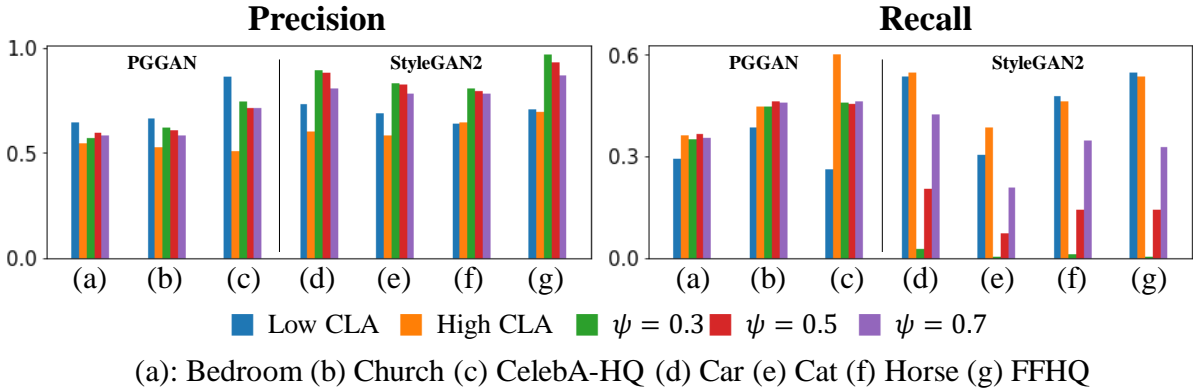 Precision
Recall
1.0
0.5
0.0
PGGAN
StyleGAN2
(a) (b) (c) (d) (e) (f) (g)
0.6
0.3
0.0
PGGAN
StyleGAN2
(a) (b) (c) (d) (e) (f) (g)
Low CLA High CLA ψ = 0.3 ψ = 0.5 ψ = 0.7
(a): Bedroom (b) Church (c) CelebA-HQ (d) Car (e) Cat (f) Horse (g) FFHQ